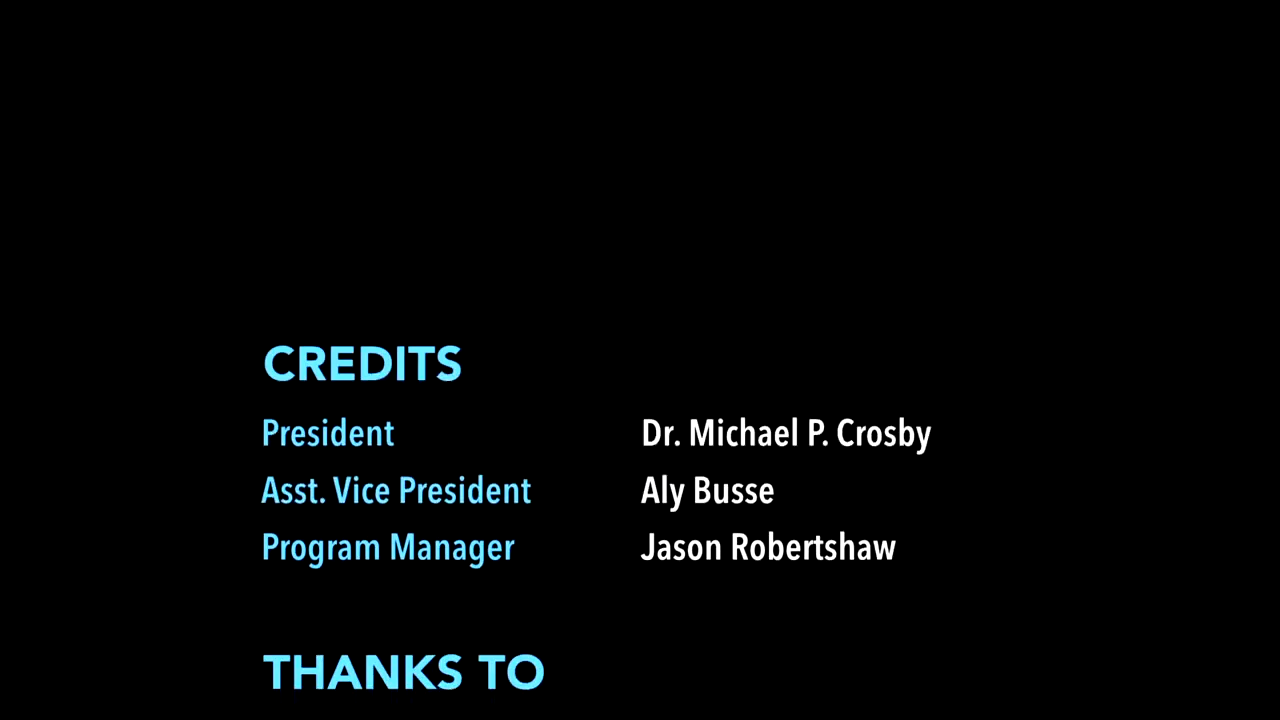 CREDITS
President Dr. Michael P. Crosby
Asst. Vice President Aly Busse
Program Manager Jason Robertshaw
THANKS TO